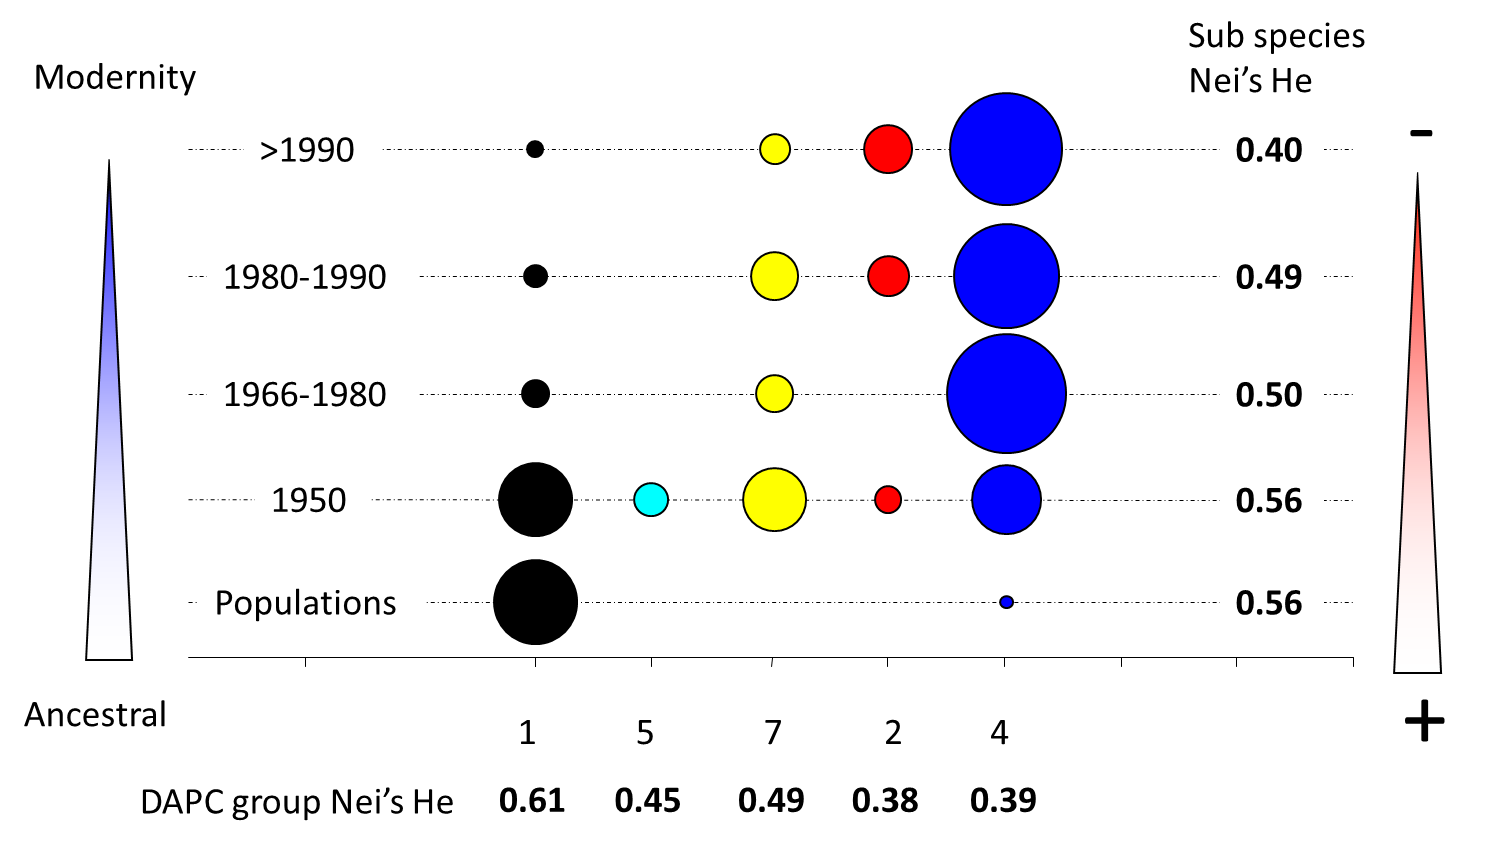 Sub species
Nei's He
Modernity
-
>1990 0.40
1980-1990 0.49
1966-1980 0.50
1950 0.56
Populations 0.56
Ancestral
+
1 5 7 2 4
DAPC group Nei's He 0.61 0.45 0.49 0.38 0.39